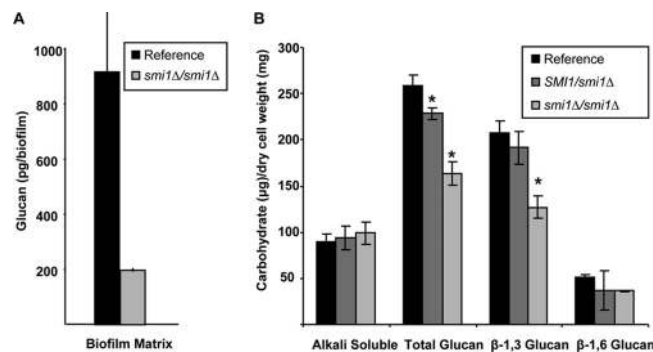 A
Glucan (pg/biofilm)
1000
800
600
400
200
Reference
smi1Δ/smi1Δ
Biofilm Matrix
B
Carbohydrate (µg)/dry cell weight (mg)
300
250
200
150
100
50
Reference
SMI1/smi1Δ
smi1Δ/smi1Δ
*
*
*
Alkali Soluble Total Glucan β-1,3 Glucan β-1,6 Glucan